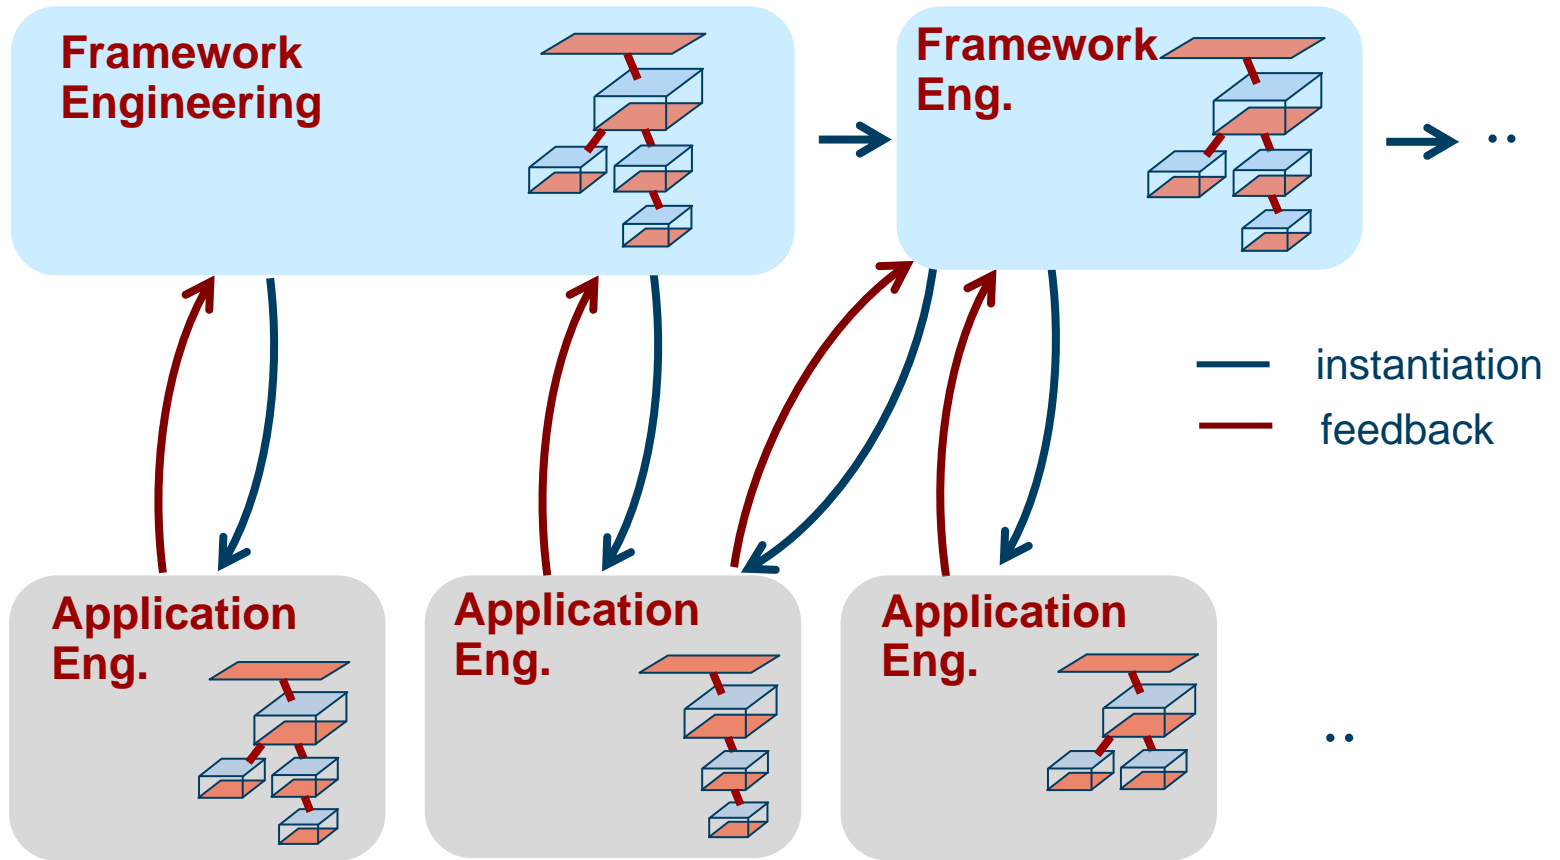 Framework
Engineering
Framework
Eng.
..
instantiation
feedback
Application
Eng.
Application
Eng.
Application
Eng.
..